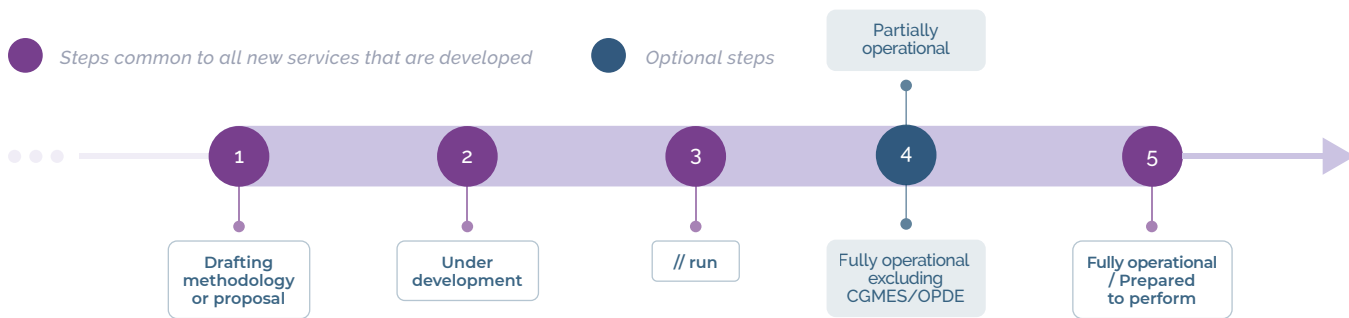 Steps common to all new services that are developed
Optional steps
Partially
operational
1
2
3
4
5
Drafting
methodology
or proposal
Under
development
// run
Fully operational
excluding
CGMES/OPDE
Fully operational
/ Prepared
to perform